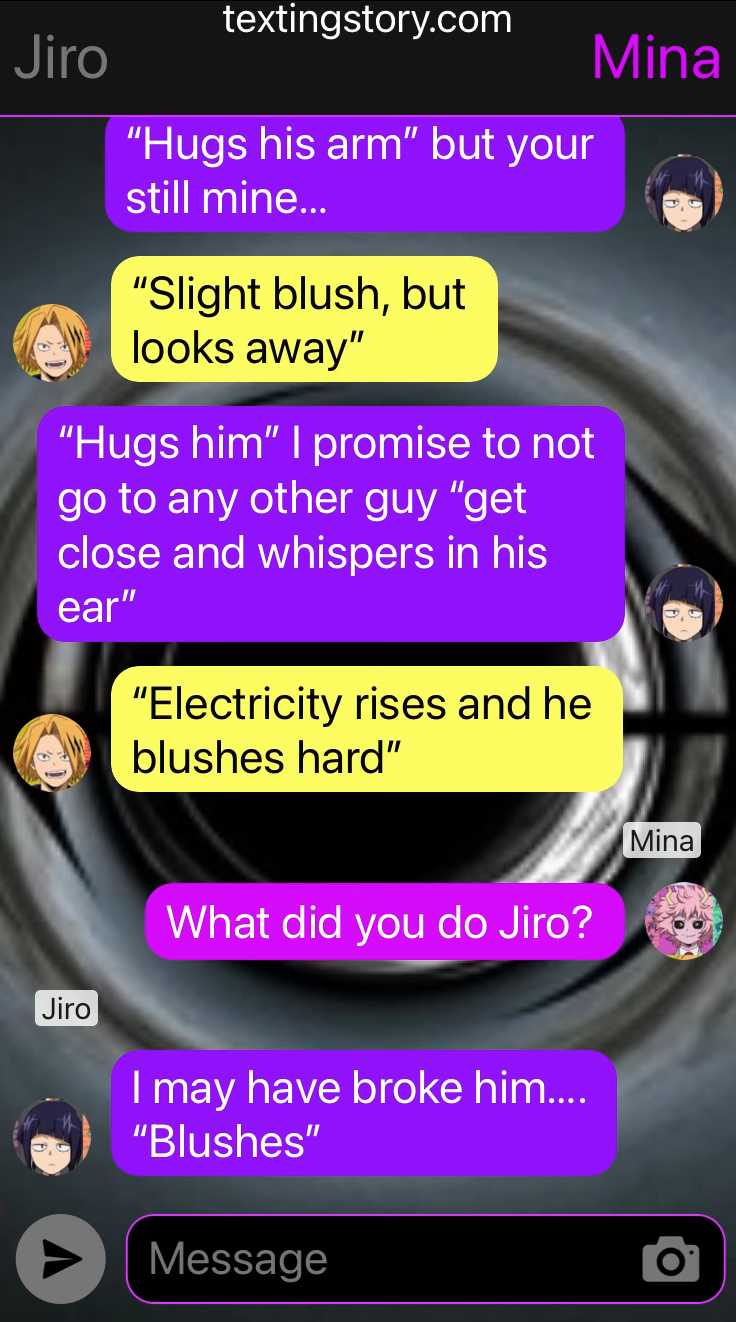 textingstory.com
Jiro
Mina
“Hugs his arm” but your
still mine...
“Slight blush, but
looks away”
“Hugs him” I promise to not
go to any other guy “get
close and whispers in his
ear”
“Electricity rises and he
blushes hard”
Mina
What did you do Jiro?
Jiro
I may have broke him....
“Blushes”
Message